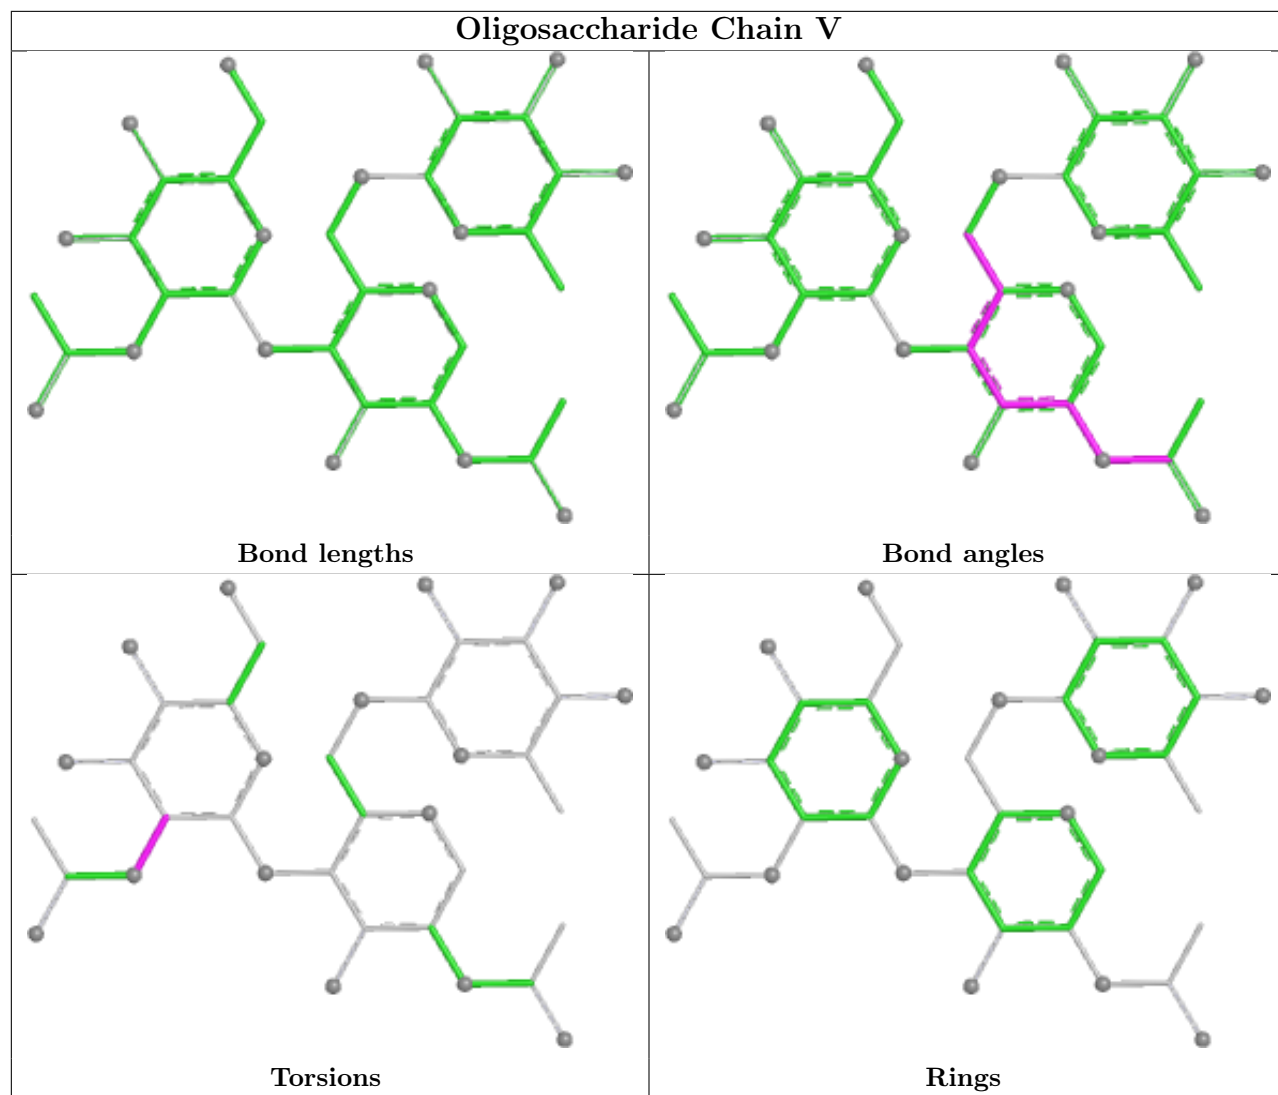 Oligosaccharide Chain V
Bond lengths
Bond angles
Torsions
Rings